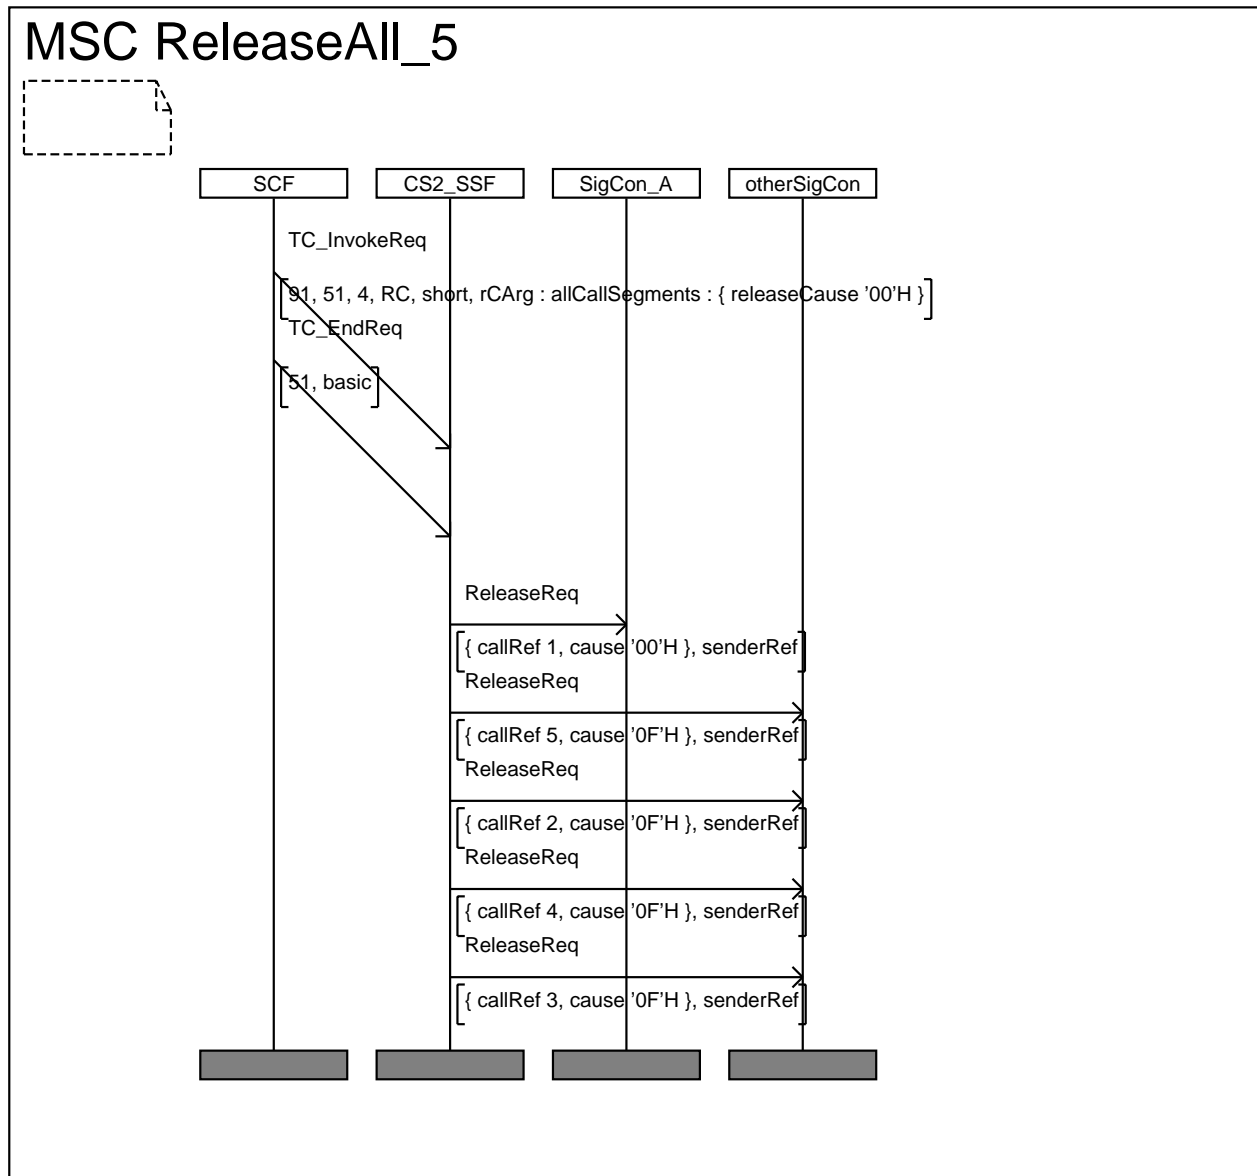 MSC ReleaseAll_5
SCF CS2_SSF SigCon_A otherSigCon
TC_InvokeReq
91, 51, 4, RC, short, rCArg : allCallSegments : { releaseCause '00'H }
TC_EndReq
51, basic
ReleaseReq
{ callRef 1, cause '00'H }, senderRef
ReleaseReq
{ callRef 5, cause '0F'H }, senderRef
ReleaseReq
{ callRef 2, cause '0F'H }, senderRef
ReleaseReq
{ callRef 4, cause '0F'H }, senderRef
ReleaseReq
{ callRef 3, cause '0F'H }, senderRef